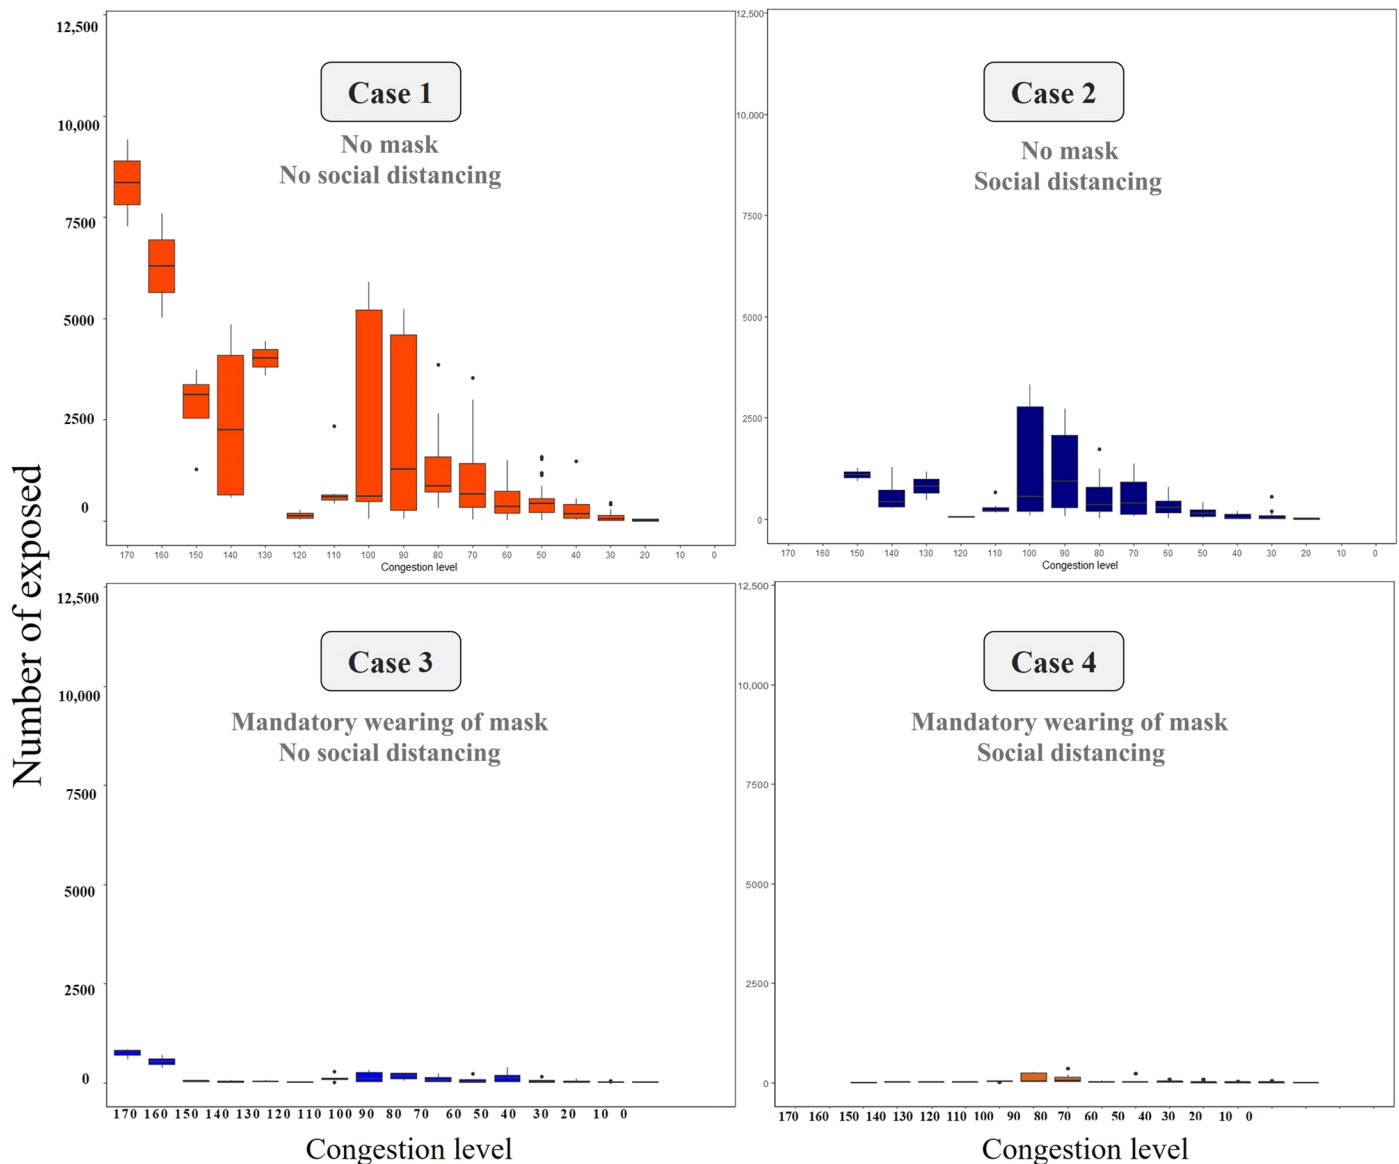 Number of exposed
12,500
10,000
7500
5000
2500
0
Case 1
No mask
No social distancing
170 160 150 140 130 120 110 100 90 80 70 60 50 40 30 20 10 0
Congestion level
12,500
10,000
7500
5000
2500
0
Case 2
No mask
Social distancing
170 160 150 140 130 120 110 100 90 80 70 60 50 40 30 20 10 0
Congestion level
12,500
10,000
7500
5000
2500
0
Case 3
Mandatory wearing of mask
No social distancing
170 160 150 140 130 120 110 100 90 80 70 60 50 40 30 20 10 0
Congestion level
12,500
10,000
7500
5000
2500
0
Case 4
Mandatory wearing of mask
Social distancing
170 160 150 140 130 120 110 100 90 80 70 60 50 40 30 20 10 0
Congestion level